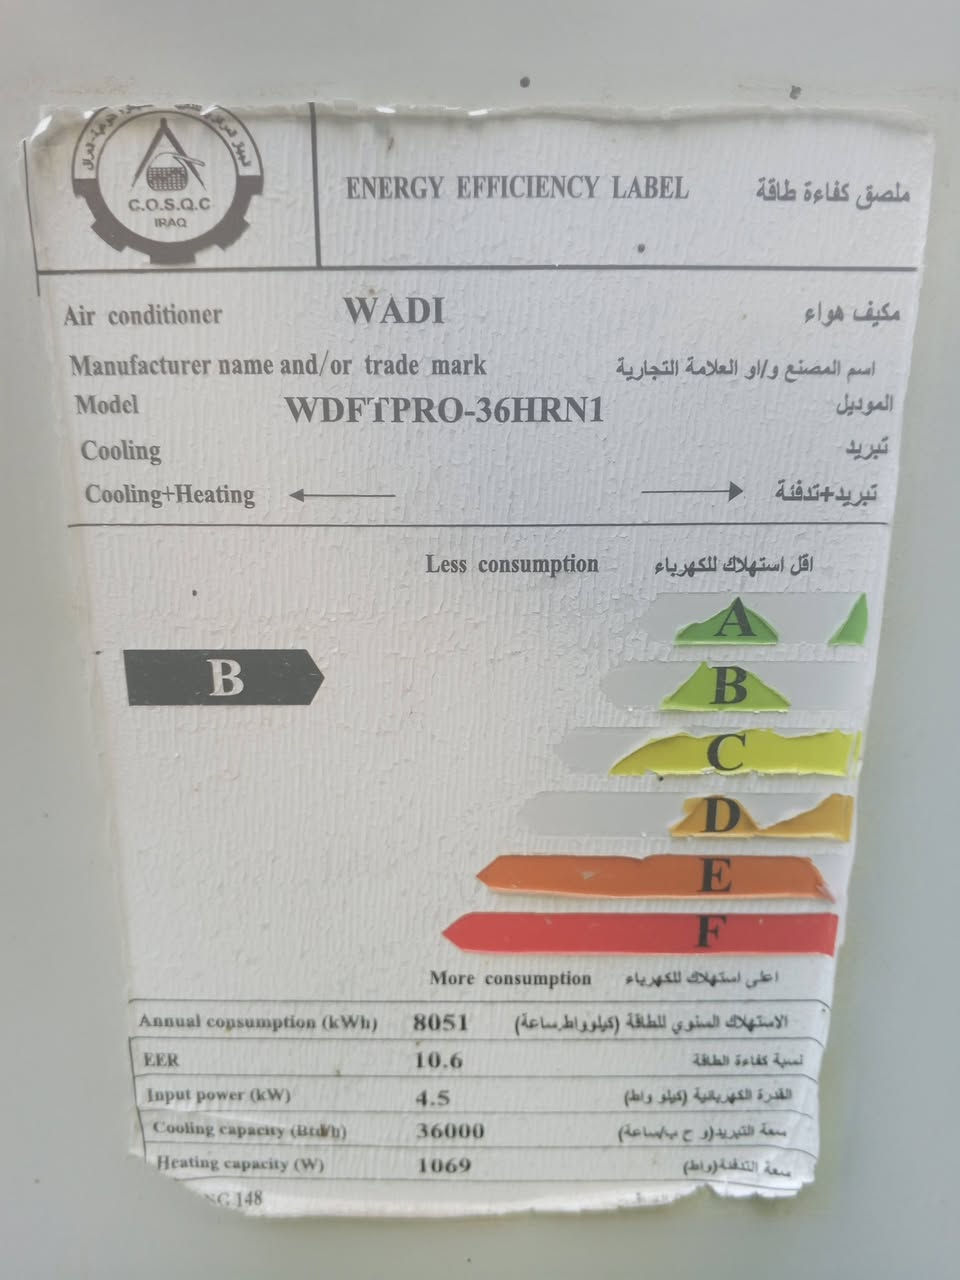 C.O.S.Q.C
IRAQ
ENERGY EFFICIENCY LABEL ملصق كفاءة طاقة
Air conditioner WADI مكيف هواء
Manufacturer name and/or trade mark اسم المصنع و/او العلامة التجارية
Model WDFTPRO-36HRN1 الموديل
Cooling تبريد
Cooling+Heating تبريد+تدفئة
Less consumption اقل استهلاك للكهرباء
A
B B
C
D
E
F
More consumption اعلى استهلاك للكهرباء
Annual consumption (kWh) 8051 الاستهلاك السنوي للطاقة (كيلوواط.ساعة)
EER 10.6 نسبة كفاءة الطاقة
Input power (kW) 4.5 القدرة الكهربائية (كيلو واط)
Cooling capacity (Btd/h) 36000 سعة التبريد(و ح ب/ساعة)
Heating capacity (W) 1069 سعة التدفئة(واط)
148